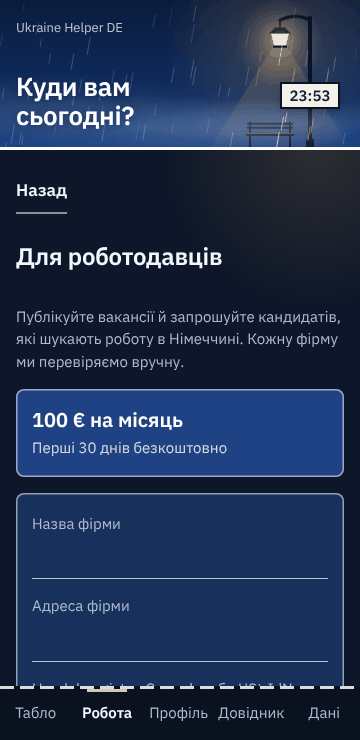 Ukraine Helper DE
Куди вам
сьогодні?
23:53
Назад
Для роботодавців
Публікуйте вакансії й запрошуйте кандидатів,
які шукають роботу в Німеччині. Кожну фірму
ми перевіряємо вручну.
100 € на місяць
Перші 30 днів безкоштовно
Назва фірми
Адреса фірми
Табло Робота Профіль Довідник Дані